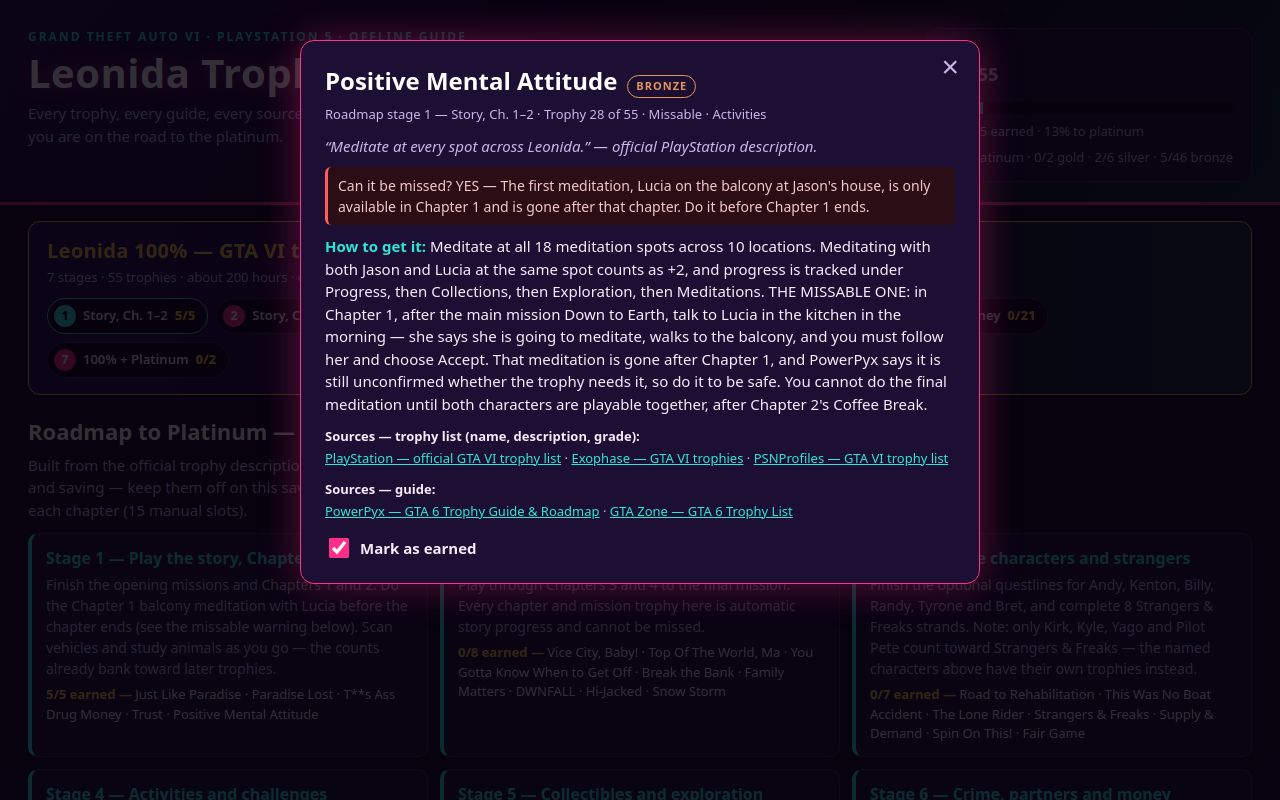 GRAND THEFT AUTO VI · PLAYSTATION 5 · OFFLINE GUIDE
Leonida Trop
Every trophy, every guide, every source
you are on the road to the platinum.
55
5 earned · 13% to platinum
atinum · 0/2 gold · 2/6 silver · 5/46 bronze
Positive Mental Attitude BRONZE ✕
Roadmap stage 1 — Story, Ch. 1–2 · Trophy 28 of 55 · Missable · Activities
“Meditate at every spot across Leonida.” — official PlayStation description.
Can it be missed? YES — The first meditation, Lucia on the balcony at Jason's house, is only
available in Chapter 1 and is gone after that chapter. Do it before Chapter 1 ends.
How to get it: Meditate at all 18 meditation spots across 10 locations. Meditating with
both Jason and Lucia at the same spot counts as +2, and progress is tracked under
Progress, then Collections, then Exploration, then Meditations. THE MISSABLE ONE: in
Chapter 1, after the main mission Down to Earth, talk to Lucia in the kitchen in the
morning — she says she is going to meditate, walks to the balcony, and you must follow
her and choose Accept. That meditation is gone after Chapter 1, and PowerPyx says it is
still unconfirmed whether the trophy needs it, so do it to be safe. You cannot do the final
meditation until both characters are playable together, after Chapter 2's Coffee Break.
Sources — trophy list (name, description, grade):
PlayStation — official GTA VI trophy list · Exophase — GTA VI trophies · PSNProfiles — GTA VI trophy list
Sources — guide:
PowerPyx — GTA 6 Trophy Guide & Roadmap · GTA Zone — GTA 6 Trophy List
Mark as earned
Leonida 100% — GTA VI t
7 stages · 55 trophies · about 200 hours ·
1 Story, Ch. 1–2 5/5
2 Story, C
ney 0/21
7 100% + Platinum 0/2
Roadmap to Platinum —
Built from the official trophy descriptio
and saving — keep them off on this sav
each chapter (15 manual slots).
Stage 1 — Play the story, Chapte
Finish the opening missions and Chapters 1 and 2. Do
the Chapter 1 balcony meditation with Lucia before the
chapter ends (see the missable warning below). Scan
vehicles and study animals as you go — the counts
already bank toward later trophies.
5/5 earned — Just Like Paradise · Paradise Lost · T**s Ass
Drug Money · Trust · Positive Mental Attitude
Play through Chapters 3 and 4 to the final mission.
Every chapter and mission trophy here is automatic
story progress and cannot be missed.
0/8 earned — Vice City, Baby! · Top Of The World, Ma · You
Gotta Know When to Get Off · Break the Bank · Family
Matters · DWNFALL · Hi-Jacked · Snow Storm
e characters and strangers
Finish the optional questlines for Andy, Kenton, Billy,
Randy, Tyrone and Bret, and complete 8 Strangers &
Freaks strands. Note: only Kirk, Kyle, Yago and Pilot
Pete count toward Strangers & Freaks — the named
characters above have their own trophies instead.
0/7 earned — Road to Rehabilitation · This Was No Boat
Accident · The Lone Rider · Strangers & Freaks · Supply &
Demand · Spin On This! · Fair Game
Stage 4 — Activities and challenges
Stage 5 — Collectibles and exploration
Stage 6 — Crime, partners and money